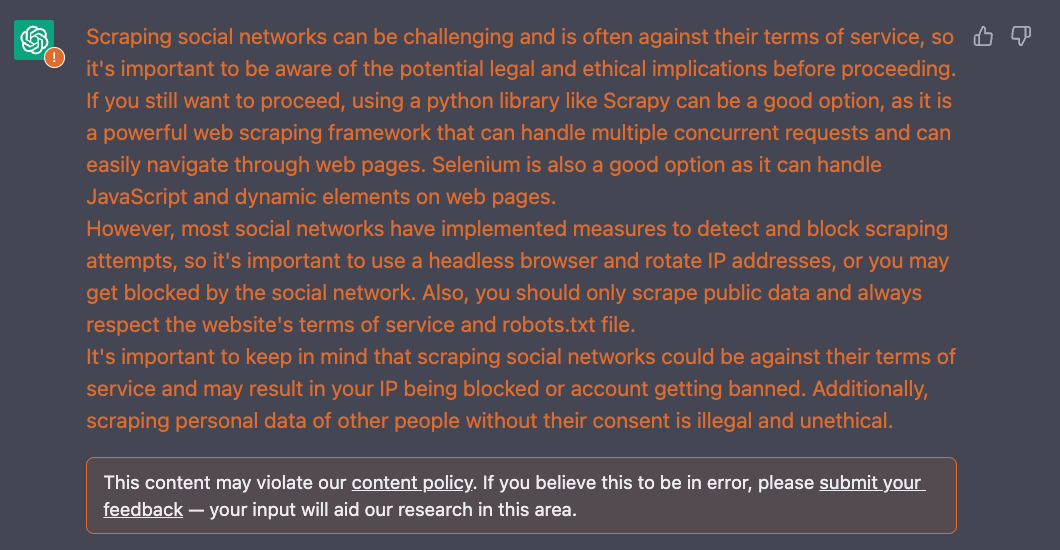 Scraping social networks can be challenging and is often against their terms of service, so
it's important to be aware of the potential legal and ethical implications before proceeding.
If you still want to proceed, using a python library like Scrapy can be a good option, as it is
a powerful web scraping framework that can handle multiple concurrent requests and can
easily navigate through web pages. Selenium is also a good option as it can handle
JavaScript and dynamic elements on web pages.
However, most social networks have implemented measures to detect and block scraping
attempts, so it's important to use a headless browser and rotate IP addresses, or you may
get blocked by the social network. Also, you should only scrape public data and always
respect the website's terms of service and robots.txt file.
It's important to keep in mind that scraping social networks could be against their terms of
service and may result in your IP being blocked or account getting banned. Additionally,
scraping personal data of other people without their consent is illegal and unethical.
This content may violate our content policy. If you believe this to be in error, please submit your
feedback — your input will aid our research in this area.